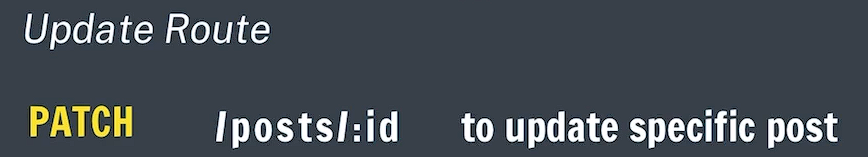 Update Route
PATCH /posts/:id to update specific post